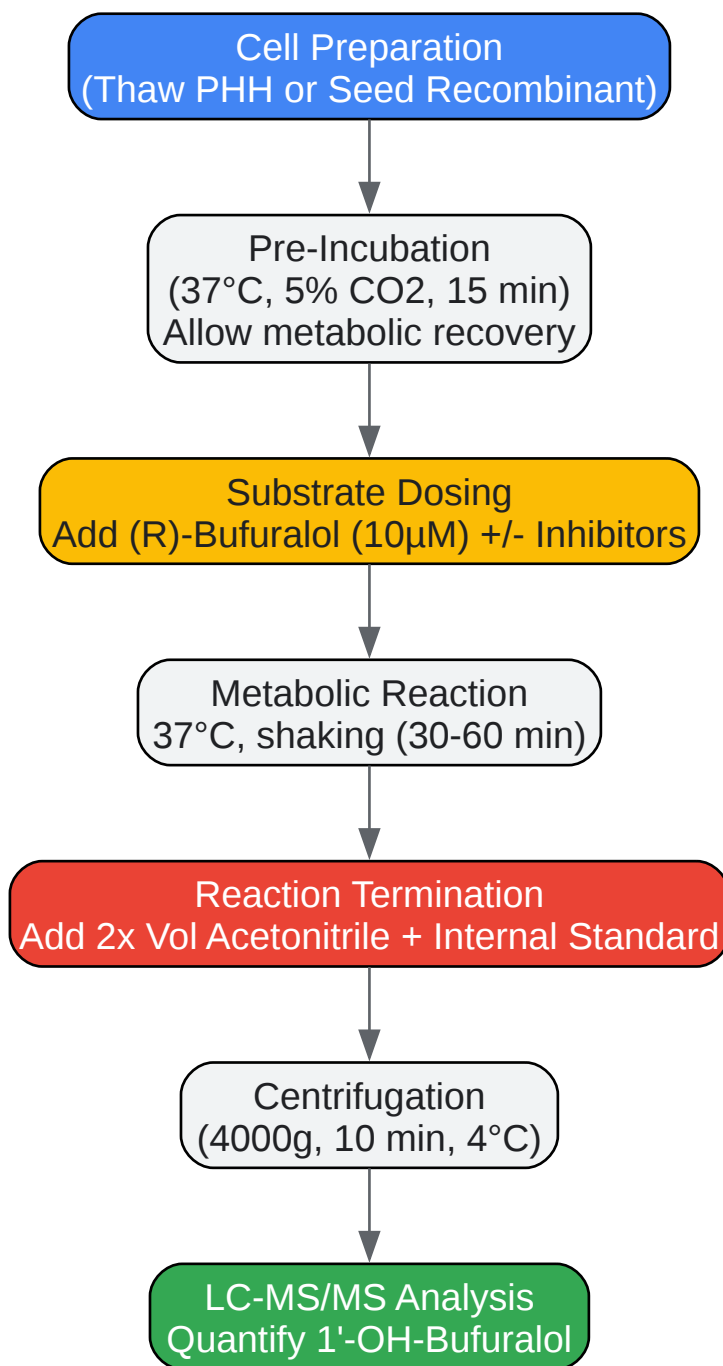 Cell Preparation
(Thaw PHH or Seed Recombinant)
Pre-Incubation
(37°C, 5% CO2, 15 min)
Allow metabolic recovery
Substrate Dosing
Add (R)-Bufuralol (10µM) +/- Inhibitors
Metabolic Reaction
37°C, shaking (30-60 min)
Reaction Termination
Add 2x Vol Acetonitrile + Internal Standard
Centrifugation
(4000g, 10 min, 4°C)
LC-MS/MS Analysis
Quantify 1'-OH-Bufuralol